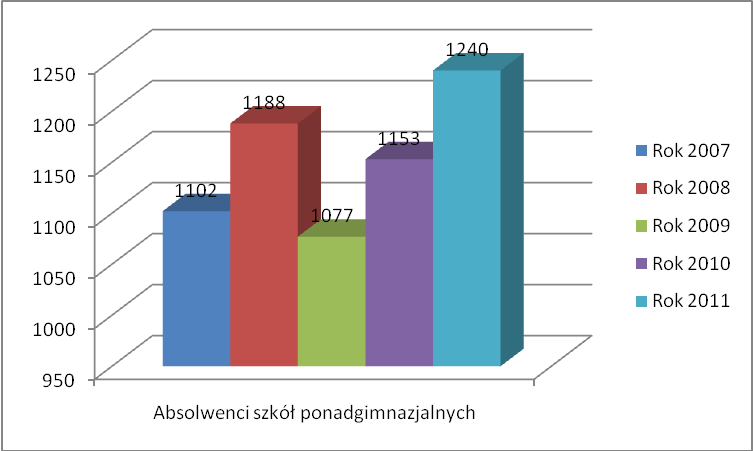 1250
1200
1150
1100
1050
1000
950
1102
1188
1077
1153
1240
Absolwenci szkół ponadgimnazjalnych
Rok 2007
Rok 2008
Rok 2009
Rok 2010
Rok 2011